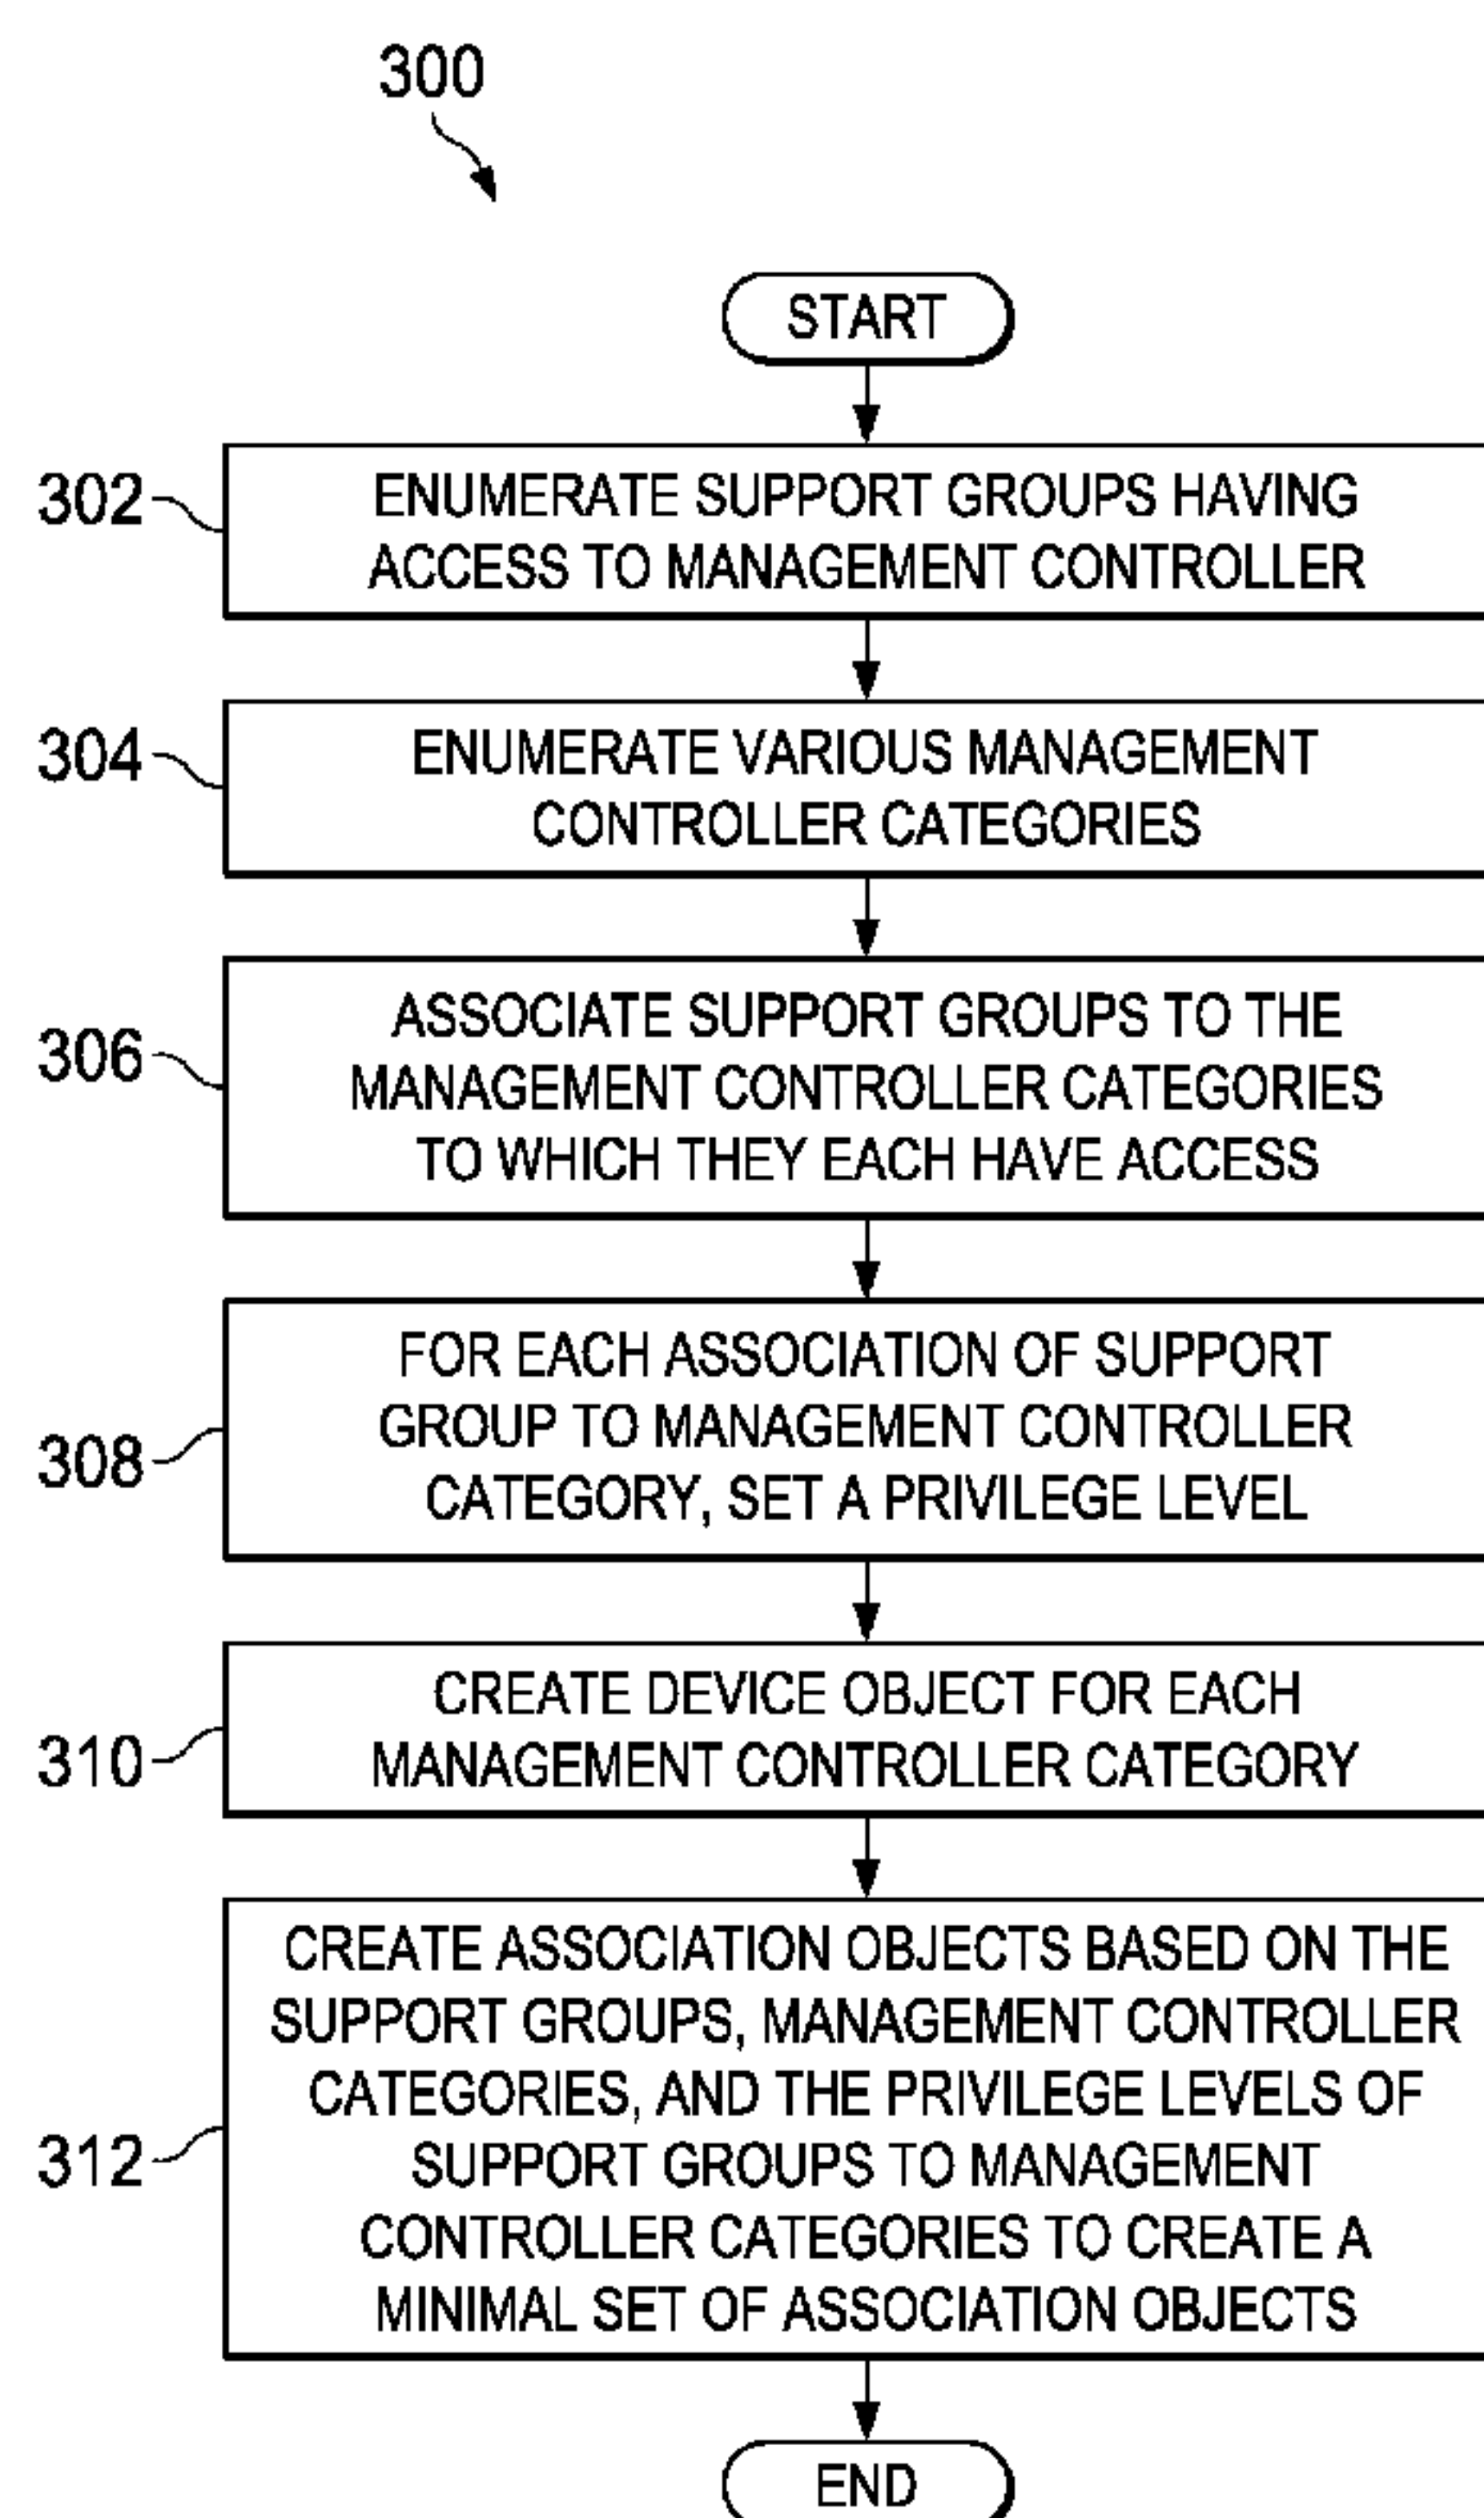 300
START
302
ENUMERATE SUPPORT GROUPS HAVING
ACCESS TO MANAGEMENT CONTROLLER
304
ENUMERATE VARIOUS MANAGEMENT
CONTROLLER CATEGORIES
306
ASSOCIATE SUPPORT GROUPS TO THE
MANAGEMENT CONTROLLER CATEGORIES
TO WHICH THEY EACH HAVE ACCESS
308
FOR EACH ASSOCIATION OF SUPPORT
GROUP TO MANAGEMENT CONTROLLER
CATEGORY, SET A PRIVILEGE LEVEL
310
CREATE DEVICE OBJECT FOR EACH
MANAGEMENT CONTROLLER CATEGORY
312
CREATE ASSOCIATION OBJECTS BASED ON THE
SUPPORT GROUPS, MANAGEMENT CONTROLLER
CATEGORIES, AND THE PRIVILEGE LEVELS OF
SUPPORT GROUPS TO MANAGEMENT
CONTROLLER CATEGORIES TO CREATE A
MINIMAL SET OF ASSOCIATION OBJECTS
END